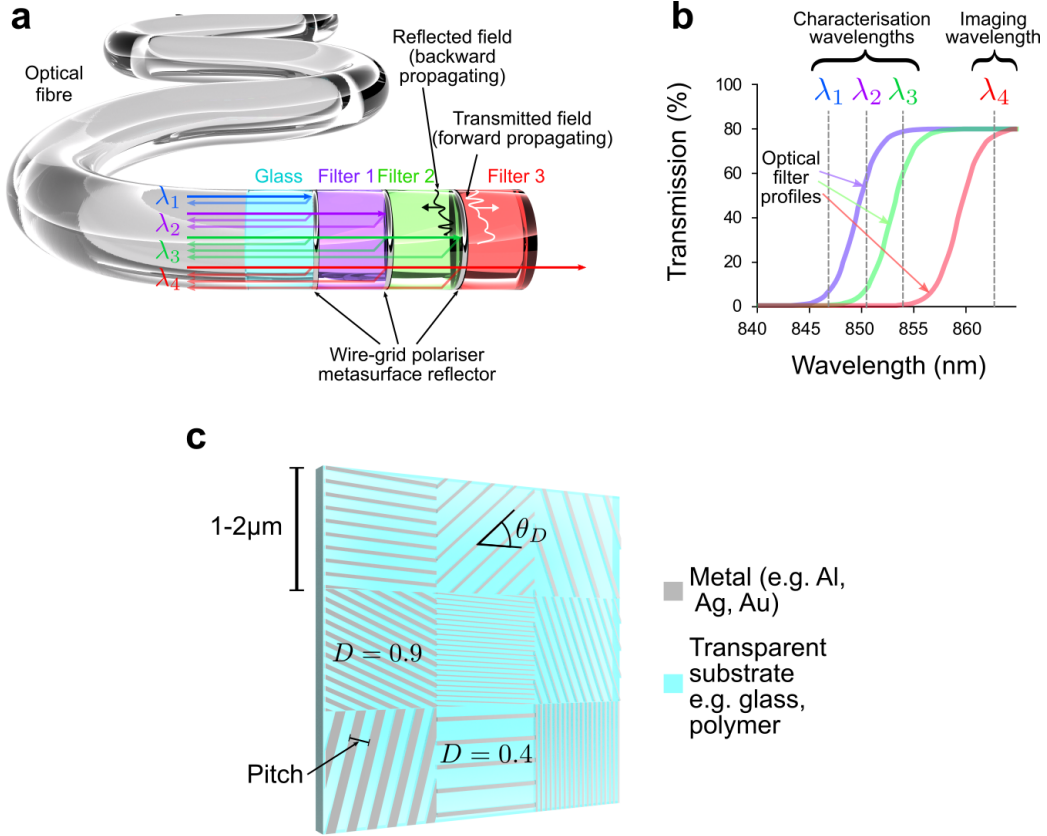 a
Optical
fibre
Reflected field
(backward
propagating)
Transmitted field
(forward propagating)
Glass
Filter 1
Filter 2
Filter 3
λ1
λ2
λ3
λ4
Wire-grid polariser
metasurface reflector
b
Characterisation
wavelengths
Imaging
wavelength
λ1
λ2
λ3
λ4
Transmission (%)
100
80
60
40
20
0
Optical
filter
profiles
840
845
850
855
860
Wavelength (nm)
c
1-2μm
θD
D = 0.9
D = 0.4
Pitch
Metal (e.g. Al,
Ag, Au)
Transparent
substrate
e.g. glass,
polymer